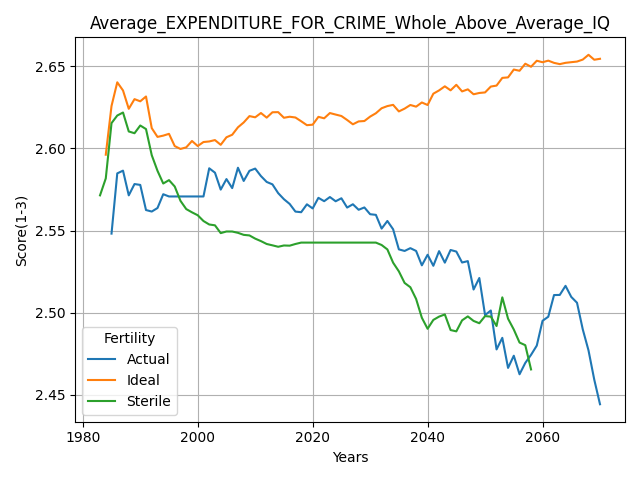 Average_EXPENDITURE_FOR_CRIME_Whole_Above_Average_IQ
2.65
2.60
2.55
2.50
2.45
Score(1-3)
Fertility
Actual
Ideal
Sterile
1980 2000 2020 2040 2060
Years